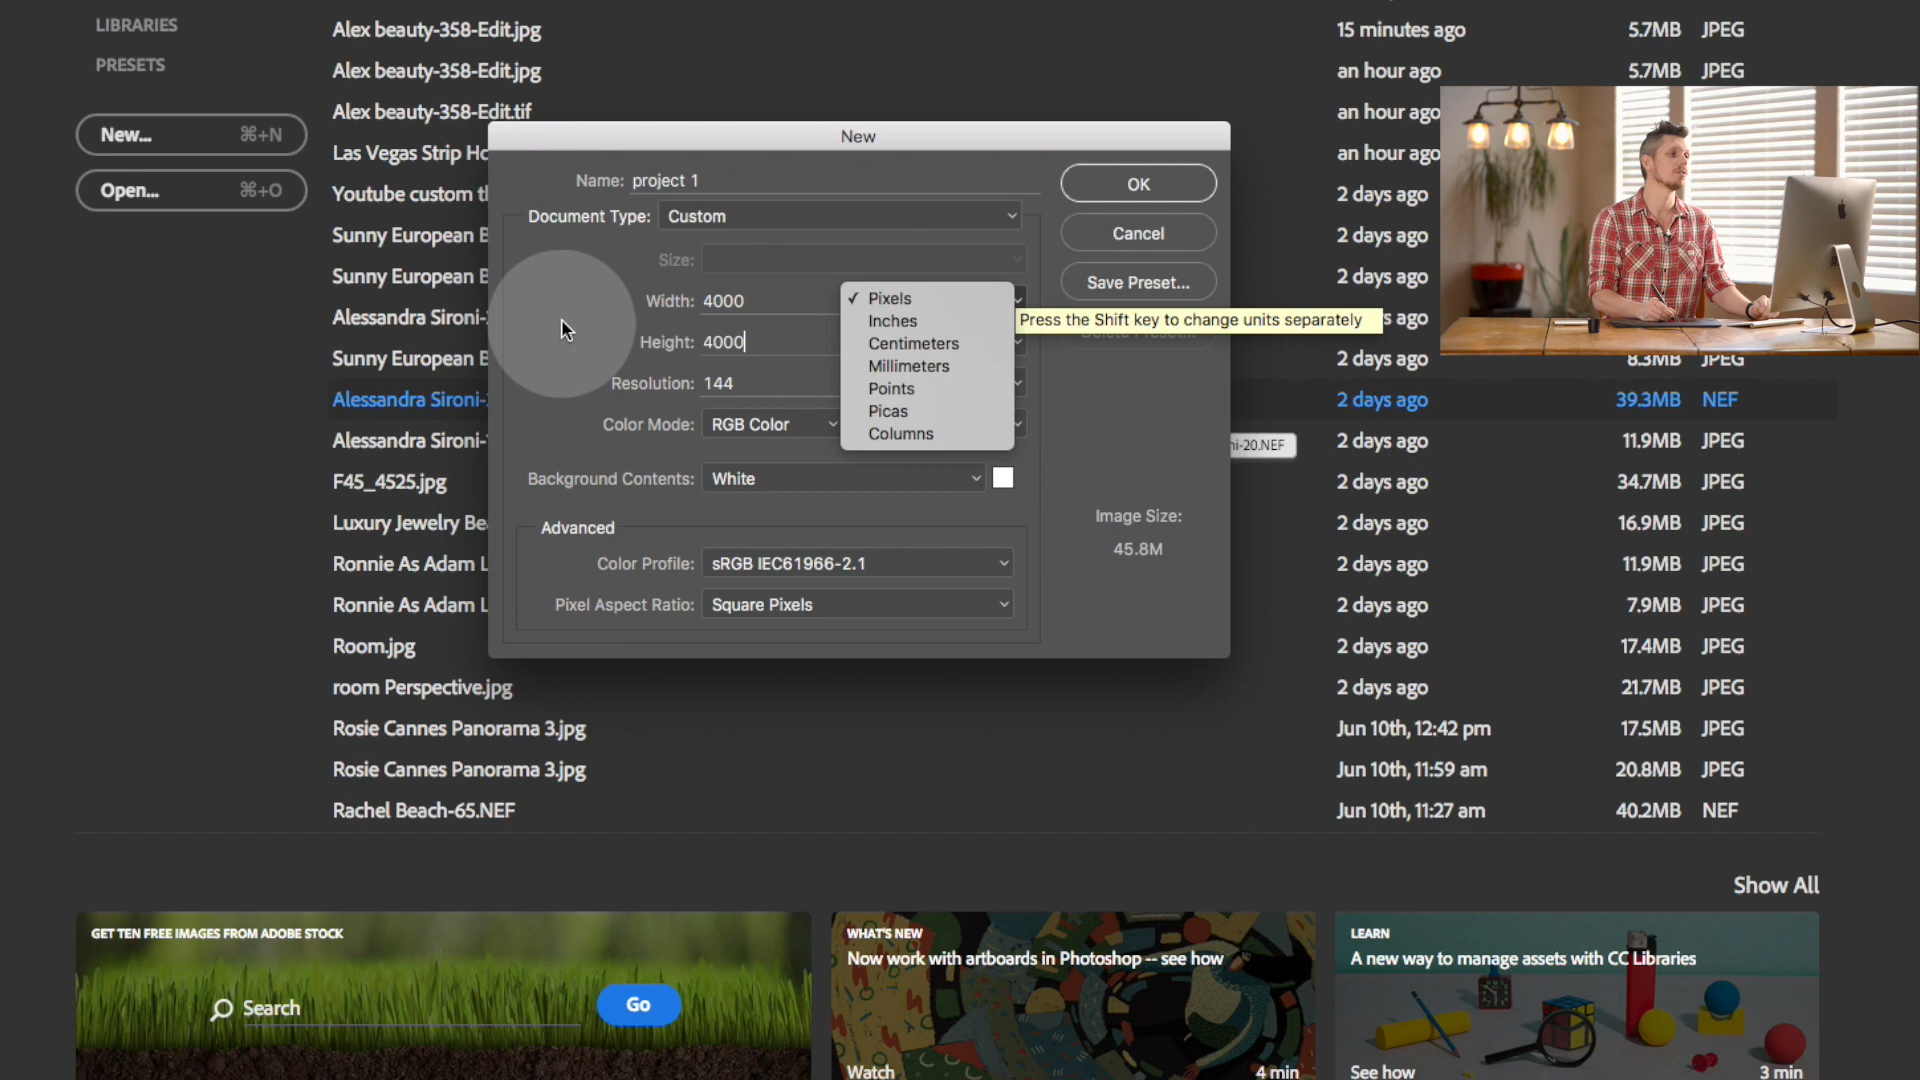 LIBRARIES
PRESETS
New... ⌘+N
Open... ⌘+O
Alex beauty-358-Edit.jpg 15 minutes ago 5.7MB JPEG
Alex beauty-358-Edit.jpg an hour ago 5.7MB JPEG
Alex beauty-358-Edit.tif an hour ago
Las Vegas Strip an hour ago
Youtube custom 2 days ago
Sunny European 2 days ago
Sunny European 2 days ago
Alessandra Sironi- ago
Sunny European 2 days ago 8.3MB JPEG
Alessandra Sironi- 2 days ago 39.3MB NEF
Alessandra Sironi- 2 days ago 11.9MB JPEG
F45_4525.jpg 2 days ago 34.7MB JPEG
Luxury Jewelry 2 days ago 16.9MB JPEG
Ronnie As Adam 2 days ago 11.9MB JPEG
Ronnie As Adam 2 days ago 7.9MB JPEG
Room.jpg 2 days ago 17.4MB JPEG
room Perspective.jpg 2 days ago 21.7MB JPEG
Rosie Cannes Panorama 3.jpg Jun 10th, 12:42 pm 17.5MB JPEG
Rosie Cannes Panorama 3.jpg Jun 10th, 11:59 am 20.8MB JPEG
Rachel Beach-65.NEF Jun 10th, 11:27 am 40.2MB NEF
New
Name: project 1
Document Type: Custom
Size:
Width: 4000
Height: 4000
Resolution: 144
Color Mode: RGB Color
Background Contents: White
Advanced
Color Profile: sRGB IEC61966-2.1
Pixel Aspect Ratio: Square Pixels
✓ Pixels
Inches
Centimeters
Millimeters
Points
Picas
Columns
OK
Cancel
Save Preset...
Press the Shift key to change units separately
Delete Preset...
Image Size:
45.8M
ni-20.NEF
Show All
GET TEN FREE IMAGES FROM ADOBE STOCK
Search
Go
WHAT'S NEW
Now work with artboards in Photoshop -- see how
Watch 4 min
LEARN
A new way to manage assets with CC Libraries
See how 3 min